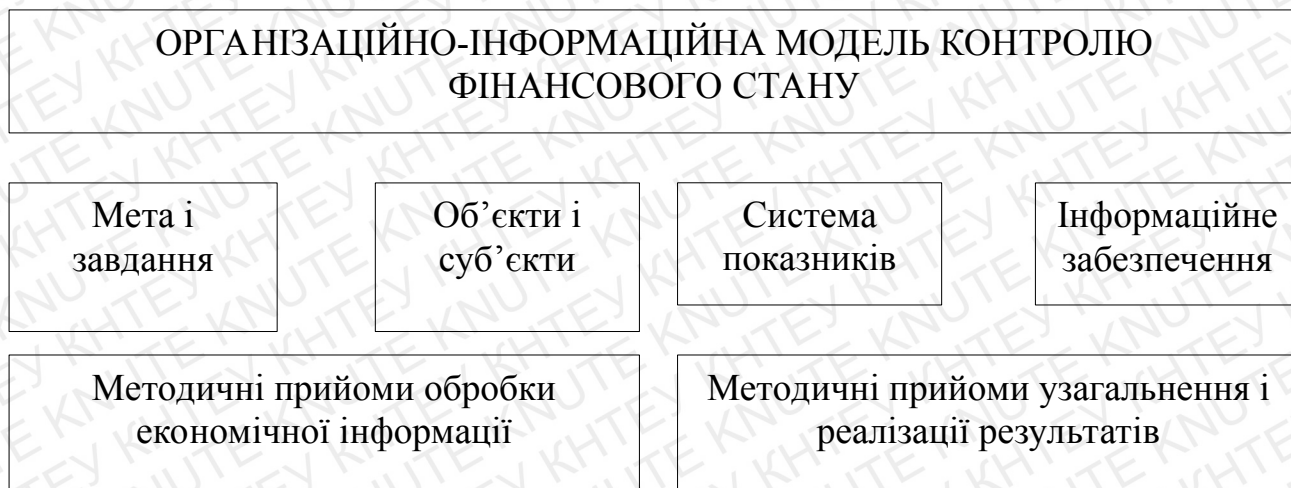 ОРГАНІЗАЦІЙНО-ІНФОРМАЦІЙНА МОДЕЛЬ КОНТРОЛЮ
ФІНАНСОВОГО СТАНУ
Мета і
завдання
Об’єкти і
суб’єкти
Система
показників
Інформаційне
забезпечення
Методичні прийоми обробки
економічної інформації
Методичні прийоми узагальнення і
реалізації результатів